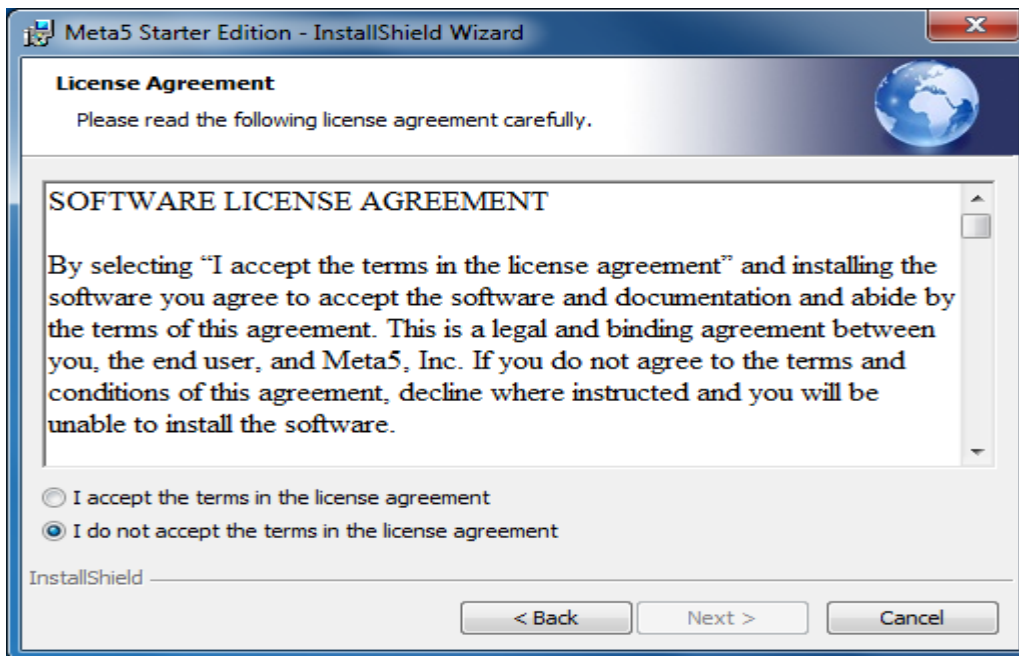 Meta5 Starter Edition - InstallShield Wizard
License Agreement
Please read the following license agreement carefully.
SOFTWARE LICENSE AGREEMENT
By selecting “I accept the terms in the license agreement” and installing the
software you agree to accept the software and documentation and abide by
the terms of this agreement. This is a legal and binding agreement between
you, the end user, and Meta5, Inc. If you do not agree to the terms and
conditions of this agreement, decline where instructed and you will be
unable to install the software.
I accept the terms in the license agreement
I do not accept the terms in the license agreement
InstallShield
< Back
Next >
Cancel